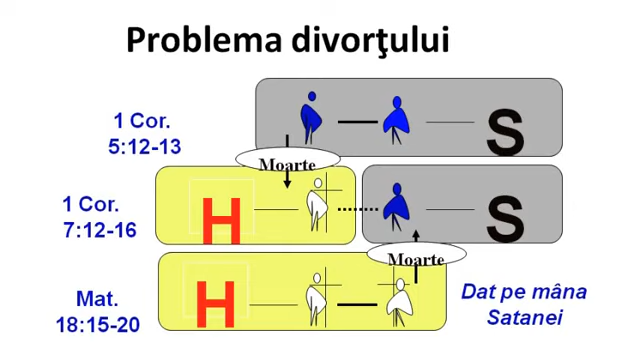 Problema divorţului
1 Cor.
5:12-13
S
Moarte
1 Cor.
7:12-16
H
S
Moarte
Mat.
18:15-20
H
Dat pe mâna
Satanei